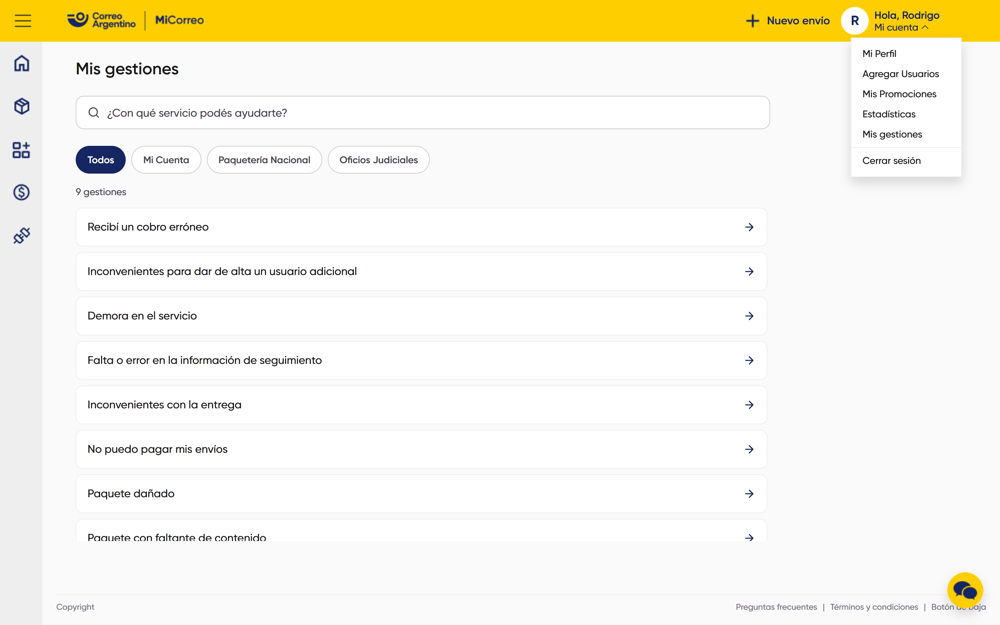 Correo
Argentino
MiCorreo
Nuevo envío
R
Hola, Rodrigo
Mi cuenta
Mi Perfil
Agregar Usuarios
Mis Promociones
Estadísticas
Mis gestiones
Cerrar sesión
Mis gestiones
¿Con qué servicio podés ayudarte?
Todos
Mi Cuenta
Paquetería Nacional
Oficios Judiciales
9 gestiones
Recibí un cobro erróneo
Inconvenientes para dar de alta un usuario adicional
Demora en el servicio
Falta o error en la información de seguimiento
Inconvenientes con la entrega
No puedo pagar mis envíos
Paquete dañado
Paquete con faltante de contenido
Copyright
Preguntas frecuentes | Términos y condiciones | Botón de baja